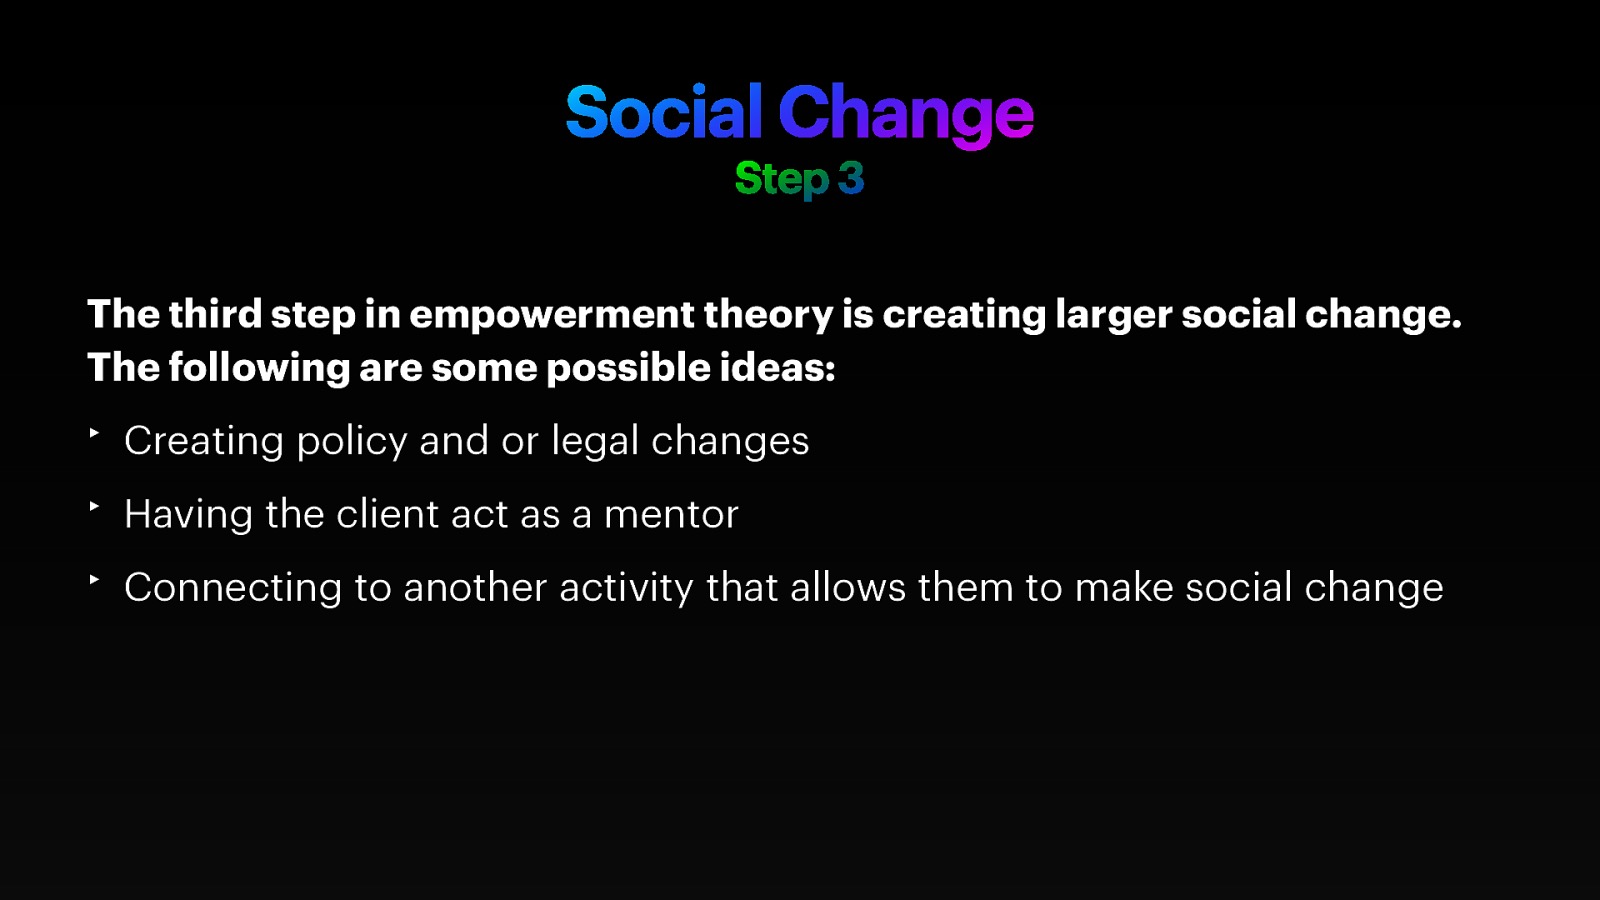 Social Change
Step 3
The third step in empowerment theory is creating larger social change.
The following are some possible ideas:
‣ Creating policy and or legal changes
‣ Having the client act as a mentor
‣ Connecting to another activity that allows them to make social change